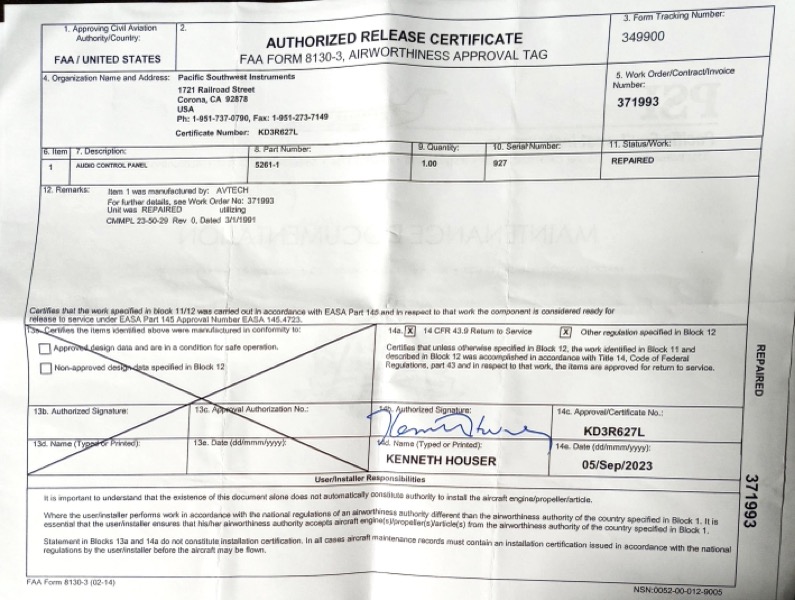 1. Approving Civil Aviation Authority/Country:
FAA / UNITED STATES
2.
AUTHORIZED RELEASE CERTIFICATE
FAA FORM 8130-3, AIRWORTHINESS APPROVAL TAG
3. Form Tracking Number:
349900
4. Organization Name and Address:
Pacific Southwest Instruments
1721 Railroad Street
Corona, CA 92878
USA
Ph: 1-951-737-0790, Fax: 1-951-273-7149
Certificate Number: KD3R627L
5. Work Order/Contract/Invoice Number:
371993
6. Item
7. Description:
8. Part Number:
9. Quantity:
10. Serial Number:
11. Status/Work:
1
AUDIO CONTROL PANEL
5261-1
1.00
927
REPAIRED
12. Remarks:
Item 1 was manufactured by: AVTECH
For further details, see Work Order No: 371993
Unit was REPAIRED utilizing
CMMPL 23-50-29 Rev 0, Dated 3/1/1991
Certifies that the work specified in block 11/12 was carried out in accordance with EASA Part 145 and in respect to that work the component is considered ready for
release to service under EASA Part 145 Approval Number EASA 145.4723.
13a. Certifies the items identified above were manufactured in conformity to:
Approved design data and are in a condition for safe operation.
Non-approved design data specified in Block 12
14a. X 14 CFR 43.9 Return to Service X Other regulation specified in Block 12
Certifies that unless otherwise specified in Block 12, the work identified in Block 11 and
described in Block 12 was accomplished in accordance with Title 14, Code of Federal
Regulations, part 43 and in respect to that work, the items are approved for return to service.
13b. Authorized Signature:
13c. Approval Authorization No.:
14b. Authorized Signature:
14c. Approval/Certificate No.:
KD3R627L
13d. Name (Typed or Printed):
13e. Date (dd/mmm/yyyy):
14d. Name (Typed or Printed):
KENNETH HOUSER
14e. Date (dd/mmm/yyyy):
05/Sep/2023
User/Installer Responsibilities
It is important to understand that the existence of this document alone does not automatically constitute authority to install the aircraft engine/propeller/article.
Where the user/installer performs work in accordance with the national regulations of an airworthiness authority different than the airworthiness authority of the country specified in Block 1. It is
essential that the user/installer ensures that his/her airworthiness authority accepts aircraft engine(s)/propeller(s)/article(s) from the airworthiness authority of the country specified in Block 1.
Statement in Blocks 13a and 14a do not constitute installation certification. In all cases aircraft maintenance records must contain an installation certification issued in accordance with the national
regulations by the user/installer before the aircraft may be flown.
FAA Form 8130-3 (02-14)
NSN:0052-00-012-9005
REPAIRED
371993